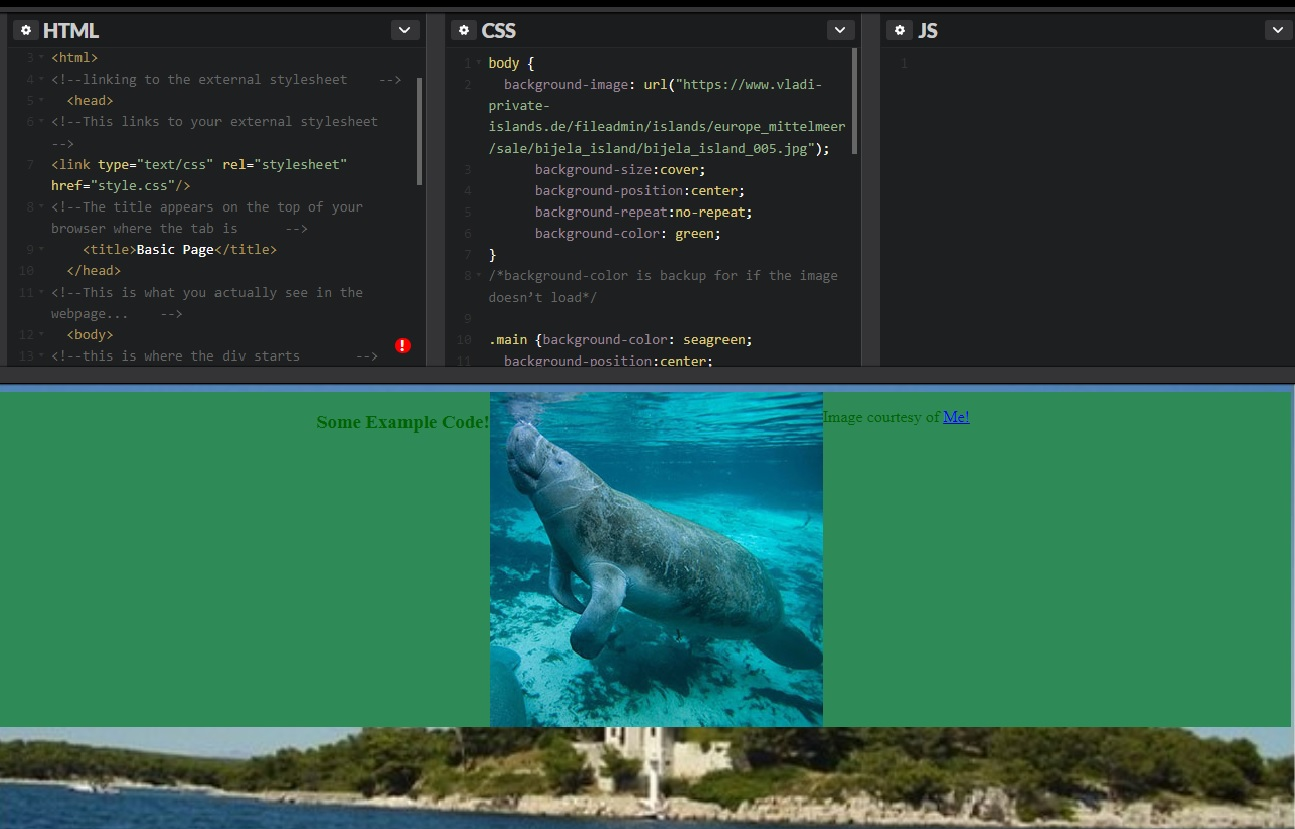 HTML
3 <html>
4 <!--linking to the external stylesheet    -->
5 <head>
6 <!--This links to your external stylesheet
-->
7 <link type="text/css" rel="stylesheet"
href="style.css"/>
8 <!--The title appears on the top of your
browser where the tab is      -->
9 <title>Basic Page</title>
10 </head>
11 <!--This is what you actually see in the
webpage...    -->
12 <body>
13 <!--this is where the div starts       -->
!
CSS
1 body {
2 background-image: url("https://www.vladi-
private-
islands.de/fileadmin/islands/europe_mittelmeer
/sale/bijela_island/bijela_island_005.jpg");
3 background-size:cover;
4 background-position:center;
5 background-repeat:no-repeat;
6 background-color: green;
7 }
8 /*background-color is backup for if the image
doesn’t load*/
9
10 .main {background-color: seagreen;
11 background-position:center;
JS
1
Some Example Code!
Image courtesy of Me!